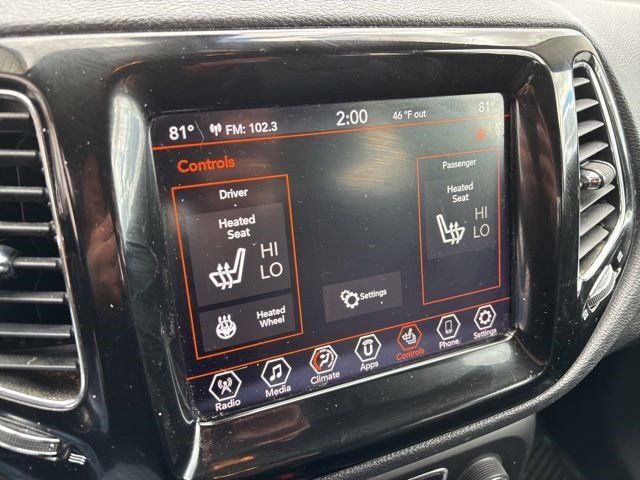 81° FM: 102.3 2:00 46 °F out 81°
Controls
Driver
Heated
Seat
HI
LO
Heated
Wheel
Settings
Passenger
Heated
Seat
HI
LO
Radio Media Climate Apps Controls Phone Settings